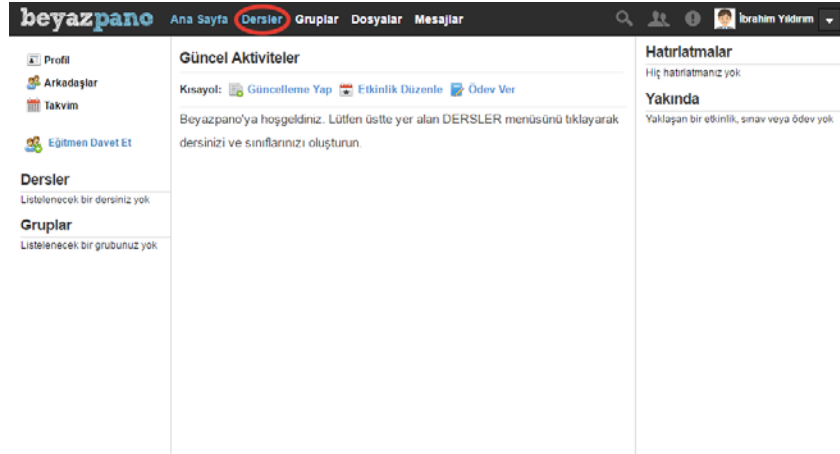 beyazpano Ana Sayfa Dersler Gruplar Dosyalar Mesajlar İbrahim Yıldırım
Profil
Arkadaşlar
Takvim
Eğitmen Davet Et
Dersler
Listelenecek bir dersiniz yok
Gruplar
Listelenecek bir grubunuz yok
Güncel Aktiviteler
Kısayol: Güncelleme Yap Etkinlik Düzenle Ödev Ver
Beyazpano'ya hoşgeldiniz. Lütfen üstte yer alan DERSLER menüsünü tıklayarak
dersinizi ve sınıflarınızı oluşturun.
Hatırlatmalar
Hiç hatırlatmanız yok
Yakında
Yaklaşan bir etkinlik, sınav veya ödev yok